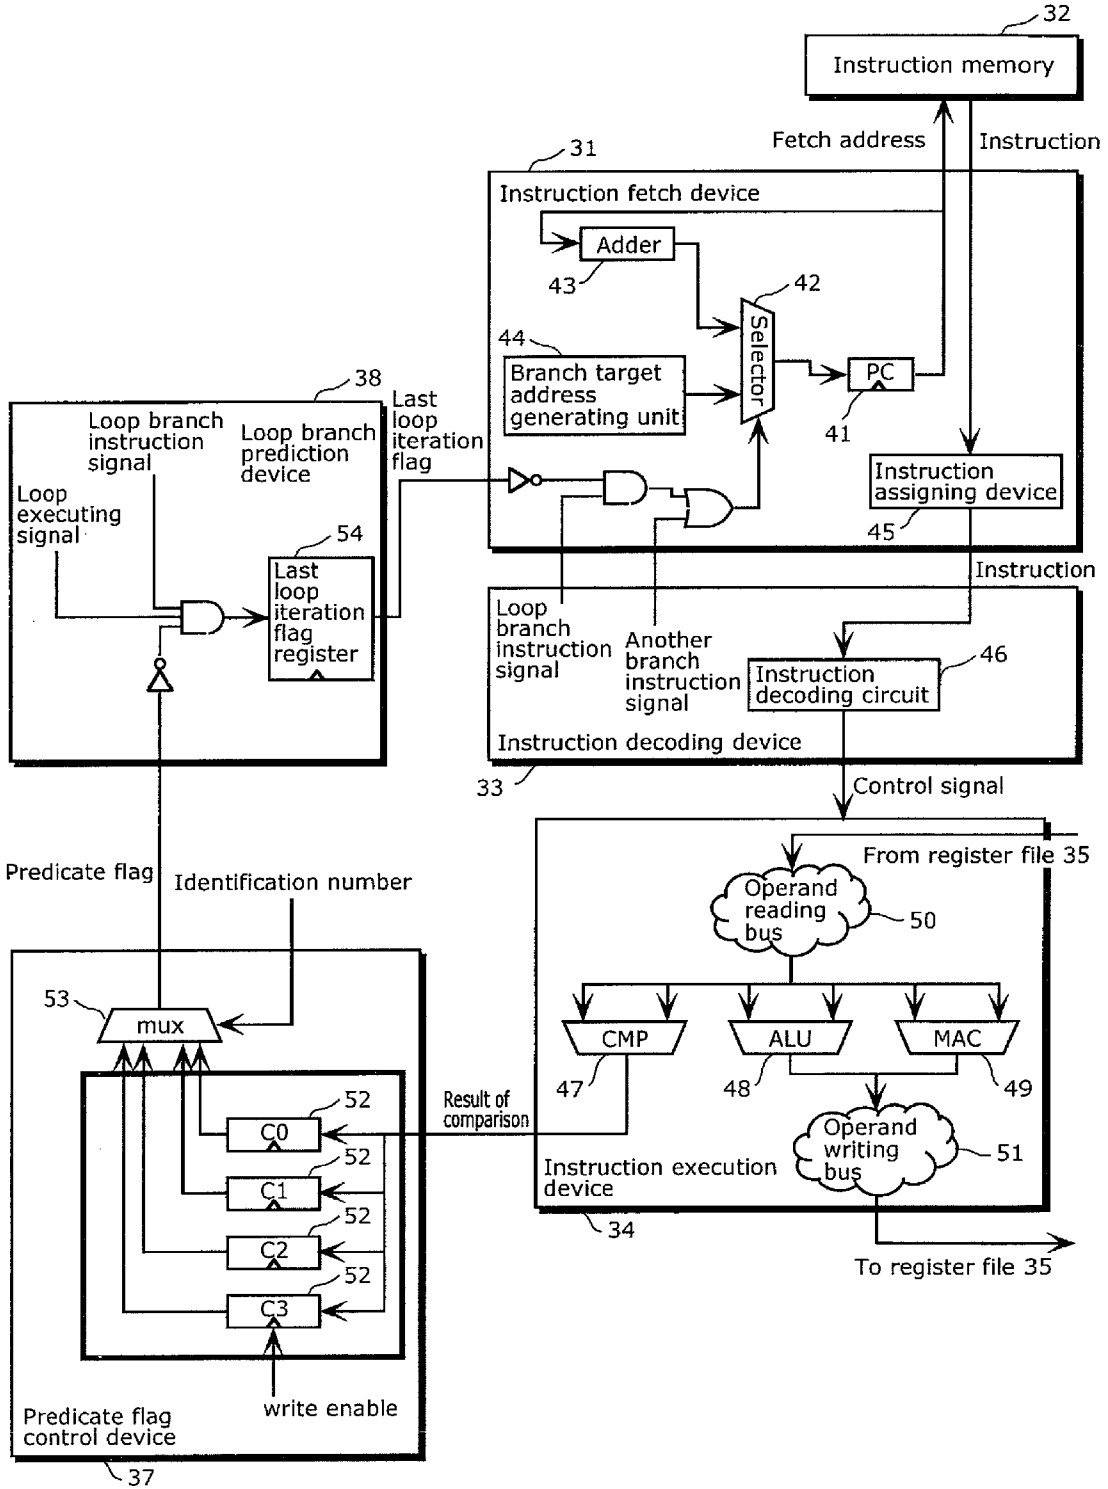 32
Instruction memory
Fetch address
Instruction
31
Instruction fetch device
Adder
43
42
Selector
44
Branch target
address
generating unit
PC
41
Instruction
assigning device
45
38
Last
loop
iteration
flag
Loop branch
instruction
signal
Loop branch
prediction
device
Loop
executing
signal
54
Last
loop
iteration
flag
register
Instruction
Loop
branch
instruction
signal
Another
branch
instruction
signal
46
Instruction
decoding circuit
Instruction decoding device
33
Control signal
From register file 35
Operand
reading
bus
50
CMP
ALU
MAC
47
48
49
Operand
writing
bus
51
Instruction execution
device
34
To register file 35
Predicate flag
Identification number
53
mux
Result of
comparison
52
C0
52
C1
52
C2
52
C3
write enable
Predicate flag
control device
37